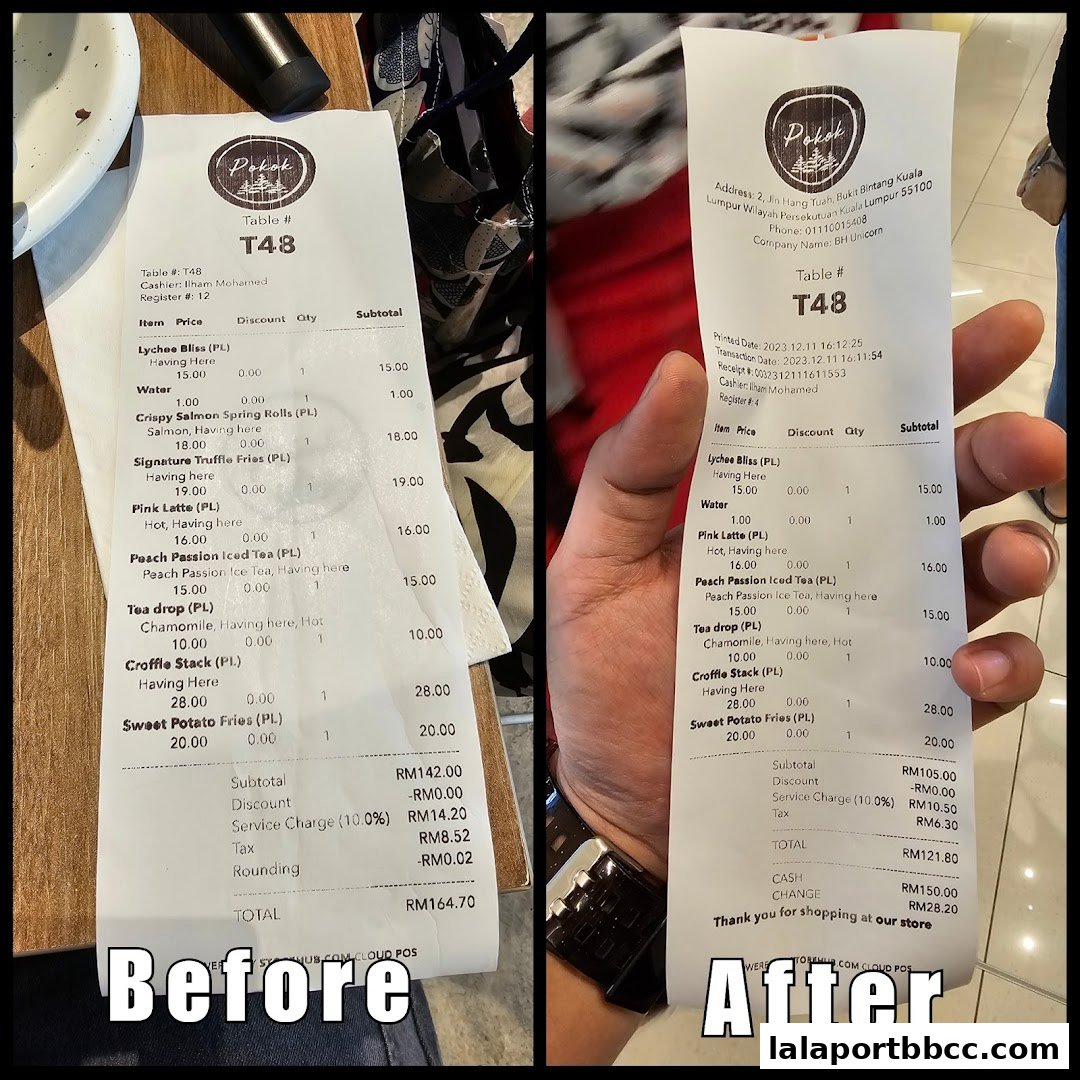 Pokok
Table #
T48
Table #: T48
Cashier: Ilham Mohamed
Register #: 12
Item Price Discount Qty Subtotal
Lychee Bliss (PL)
Having Here
15.00 0.00 1 15.00
Water
1.00 0.00 1 1.00
Crispy Salmon Spring Rolls (PL)
Salmon, Having here
18.00 0.00 1 18.00
Signature Truffle Fries (PL)
Having here
19.00 0.00 1 19.00
Pink Latte (PL)
Hot, Having here
16.00 0.00 1 16.00
Peach Passion Iced Tea (PL)
Peach Passion Ice Tea, Having here
15.00 0.00 1 15.00
Tea drop (PL)
Chamomile, Having here, Hot
10.00 0.00 1 10.00
Croffle Stack (PL)
Having Here
28.00 0.00 1 28.00
Sweet Potato Fries (PL)
20.00 0.00 1 20.00
Subtotal RM142.00
Discount -RM0.00
Service Charge (10.0%) RM14.20
Tax RM8.52
Rounding -RM0.02
TOTAL RM164.70
CLOUD POS
Before
Pokok
Address: 2, Jln Hang Tuah, Bukit Bintang Kuala
Lumpur Wilayah Persekutuan Kuala Lumpur 55100
Phone: 01110015408
Company Name: BH Unicorn
Table #
T48
Printed Date: 2023.12.11 16:12:25
Transaction Date: 2023.12.11 16:11:54
Receipt #: 0032312111611553
Cashier: Ilham Mohamed
Register #: 4
Item Price Discount Qty Subtotal
Lychee Bliss (PL)
Having Here
15.00 0.00 1 15.00
Water
1.00 0.00 1 1.00
Pink Latte (PL)
Hot, Having here
16.00 0.00 1 16.00
Peach Passion Iced Tea (PL)
Peach Passion Ice Tea, Having here
15.00 0.00 1 15.00
Tea drop (PL)
Chamomile, Having here, Hot
10.00 0.00 1 10.00
Croffle Stack (PL)
Having Here
28.00 0.00 1 28.00
Sweet Potato Fries (PL)
20.00 0.00 1 20.00
Subtotal RM105.00
Discount -RM0.00
Service Charge (10.0%) RM10.50
Tax RM6.30
TOTAL RM121.80
CASH RM150.00
CHANGE RM28.20
Thank you for shopping at our store
CLOUD POS
After
lalaportbbcc.com